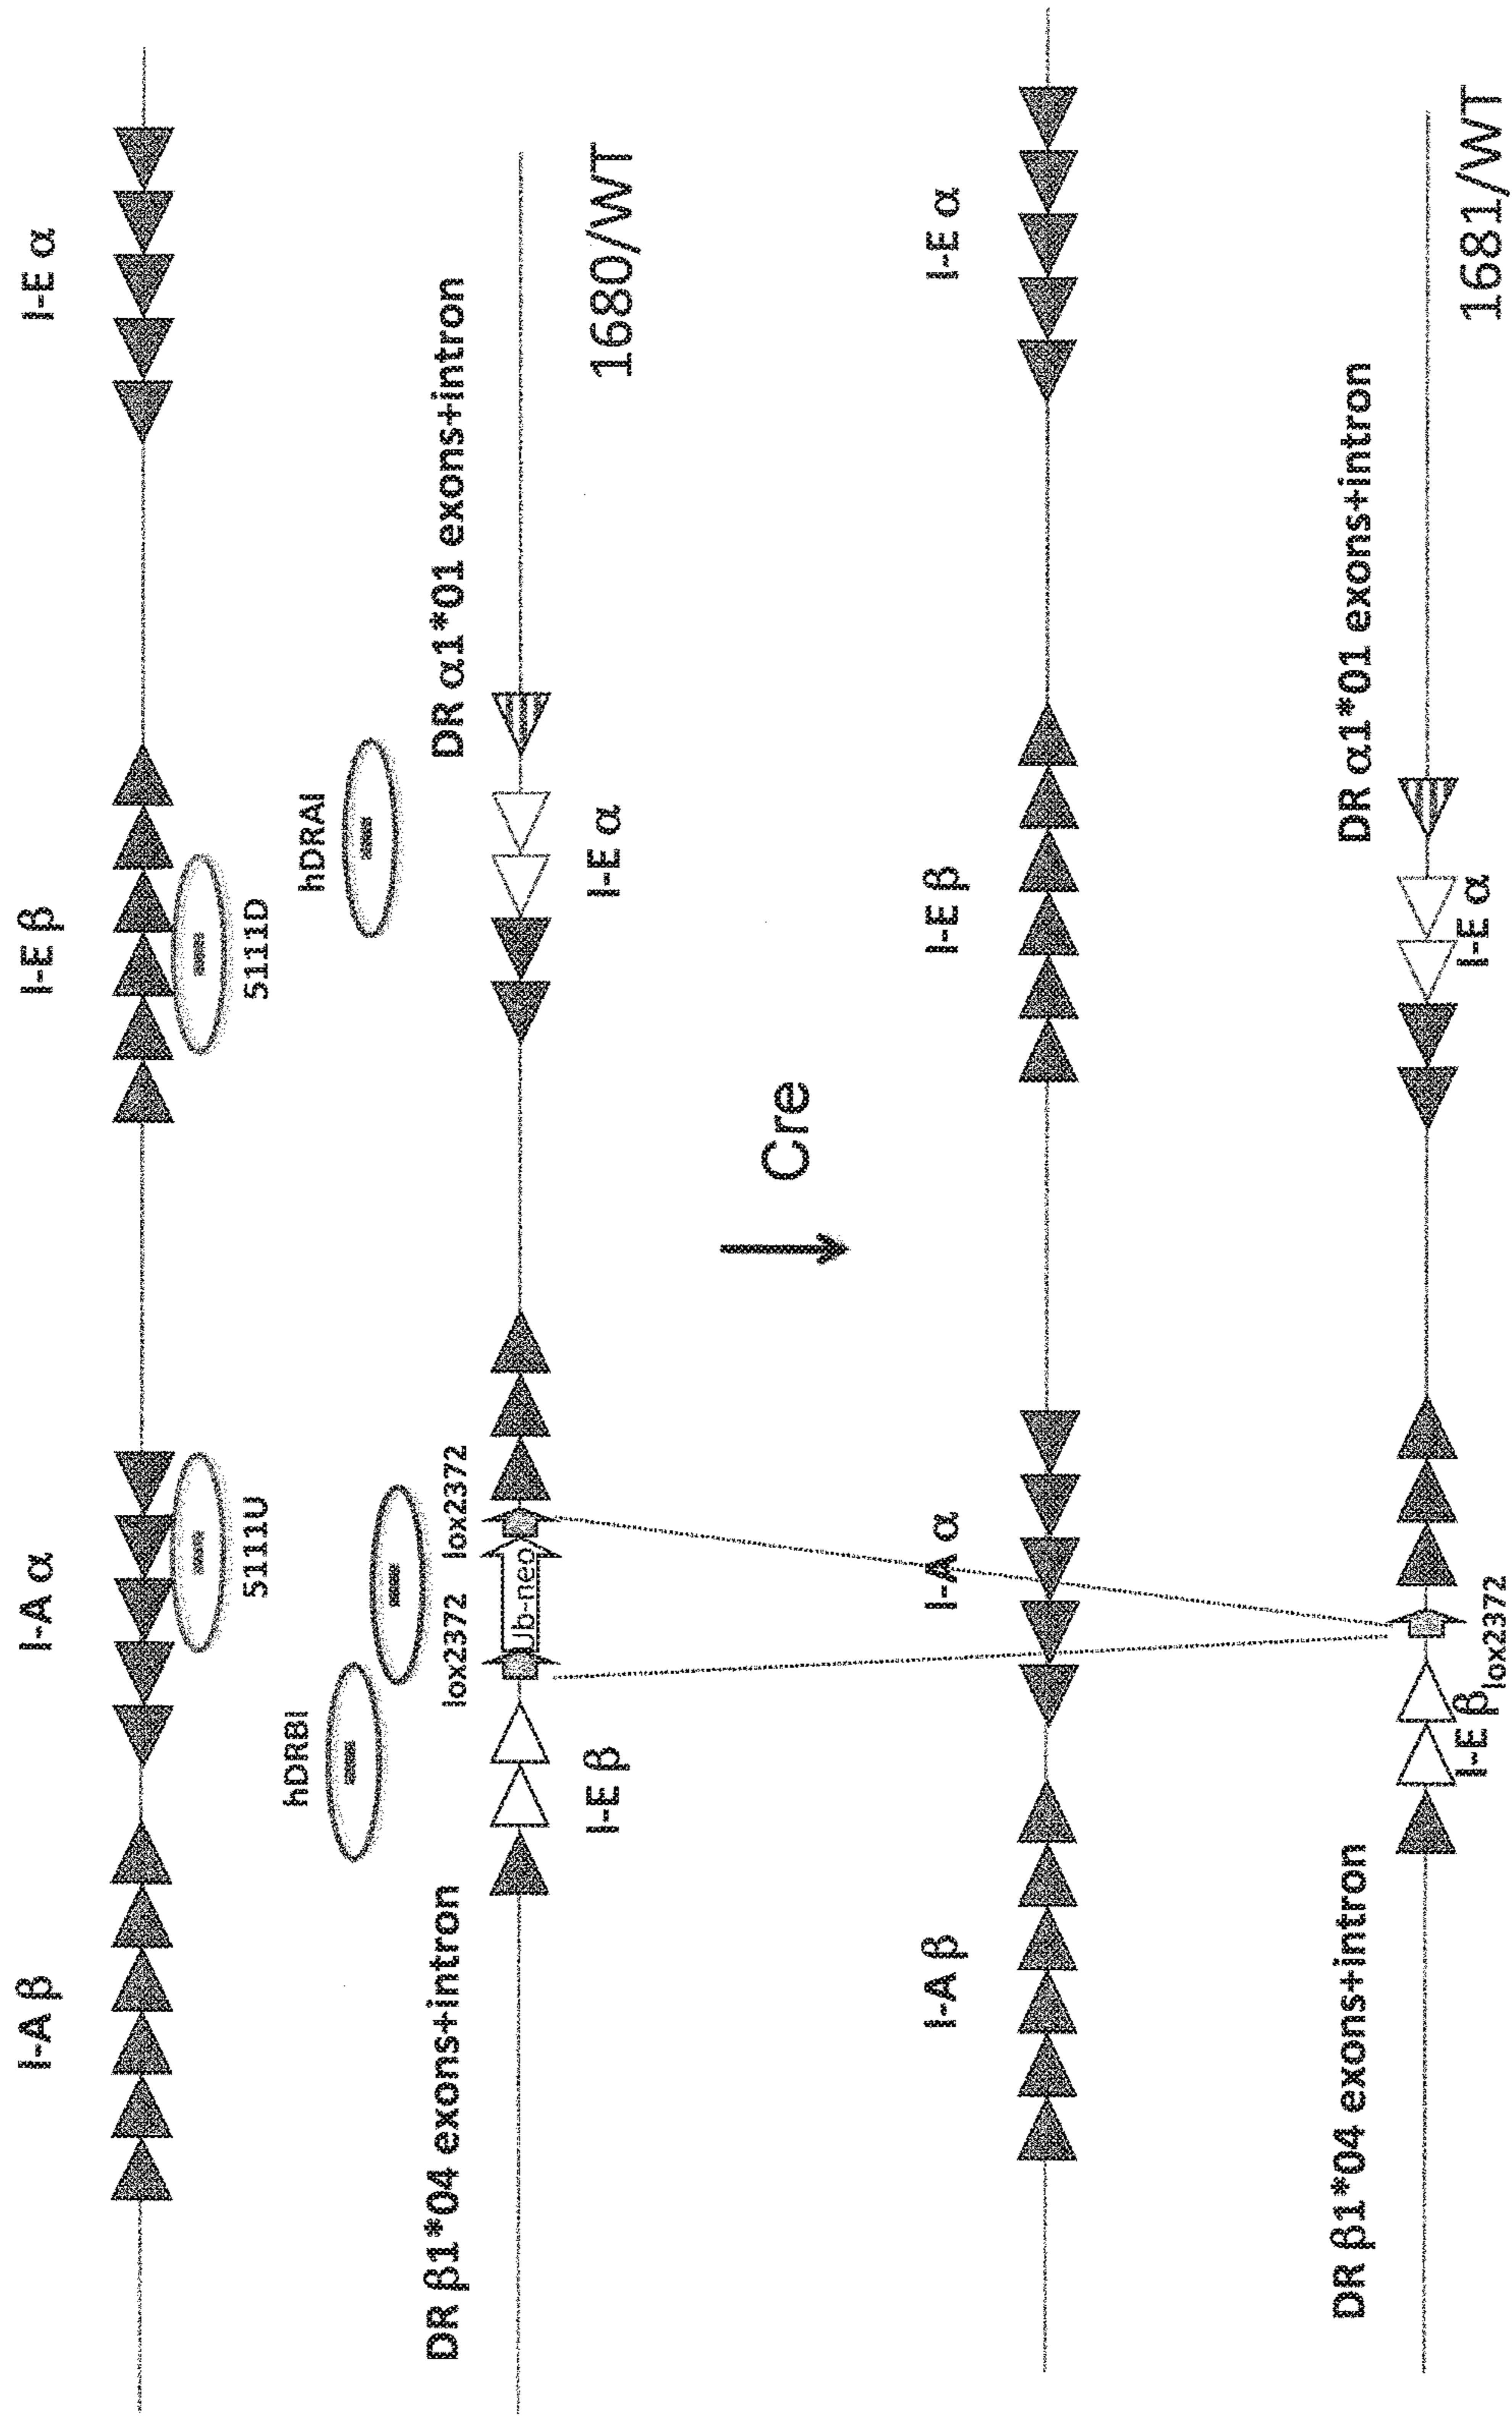 I-A β
I-A α
I-E β
I-E α
5111U
5111D
hDRBI
hDRAI
DR β1*04 exons+intron
lox2372
lox2372
DR α1*01 exons+intron
Ub-neo
I-E β
I-E α
1680/WT
Cre
I-A β
I-A α
I-E β
I-E α
DR β1*04 exons+intron
DR α1*01 exons+intron
I-E β
lox2372
I-E α
1681/WT